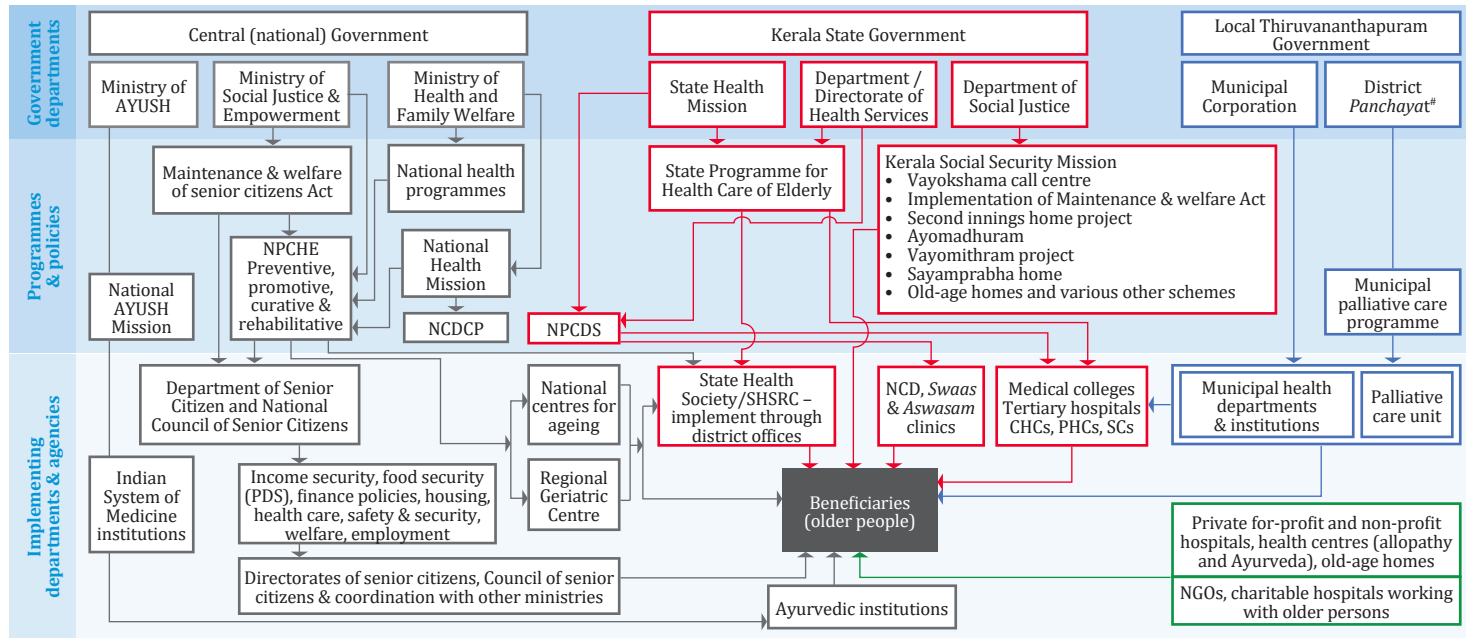 Government
departments
Central (national) Government
Kerala State Government
Local Thiruvananthapuram
Government
Ministry of
AYUSH
Ministry of
Social Justice &
Empowerment
Ministry of
Health and
Family Welfare
State Health
Mission
Department /
Directorate of
Health Services
Department of
Social Justice
Municipal
Corporation
District
Panchayat#
Programmes
& policies
Maintenance & welfare
of senior citizens Act
National health
programmes
State Programme for
Health Care of Elderly
Kerala Social Security Mission
• Vayokshama call centre
• Implementation of Maintenance & welfare Act
• Second innings home project
• Ayomadhuram
• Vayomithram project
• Sayamprabha home
• Old-age homes and various other schemes
NPCHE
Preventive,
promotive,
curative &
rehabilitative
National
Health
Mission
National
AYUSH
Mission
NCDCP
NPCDS
Municipal
palliative care
programme
Implementing
departments & agencies
Department of Senior
Citizen and National
Council of Senior Citizens
National
centres for
ageing
State Health
Society/SHSRC –
implement through
district offices
NCD, Swaas
& Aswasam
clinics
Medical colleges
Tertiary hospitals
CHCs, PHCs, SCs
Municipal health
departments
& institutions
Palliative
care unit
Indian
System of
Medicine
institutions
Income security, food security
(PDS), finance policies, housing,
health care, safety & security,
welfare, employment
Regional
Geriatric
Centre
Beneficiaries
(older people)
Private for-profit and non-profit
hospitals, health centres (allopathy
and Ayurveda), old-age homes
Directorates of senior citizens, Council of senior
citizens & coordination with other ministries
Ayurvedic institutions
NGOs, charitable hospitals working
with older persons